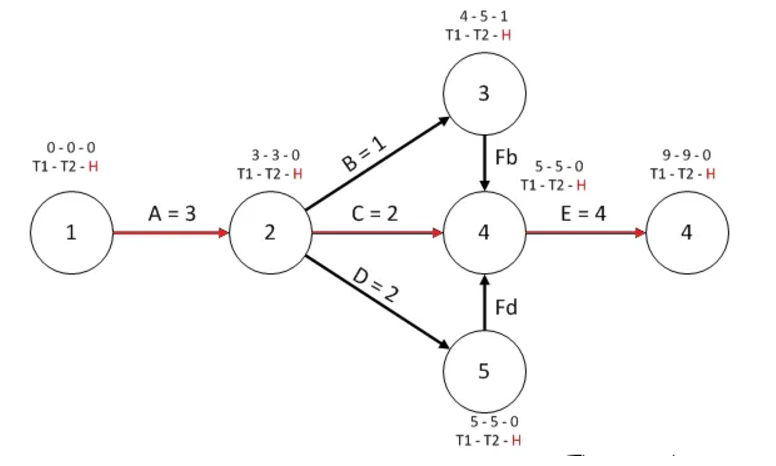 4 - 5 - 1
T1 - T2 - H
3
0 - 0 - 0
T1 - T2 - H
3 - 3 - 0
T1 - T2 - H
B = 1
Fb
5 - 5 - 0
T1 - T2 - H
9 - 9 - 0
T1 - T2 - H
1
A = 3
2
C = 2
4
E = 4
4
D = 2
Fd
5
5 - 5 - 0
T1 - T2 - H